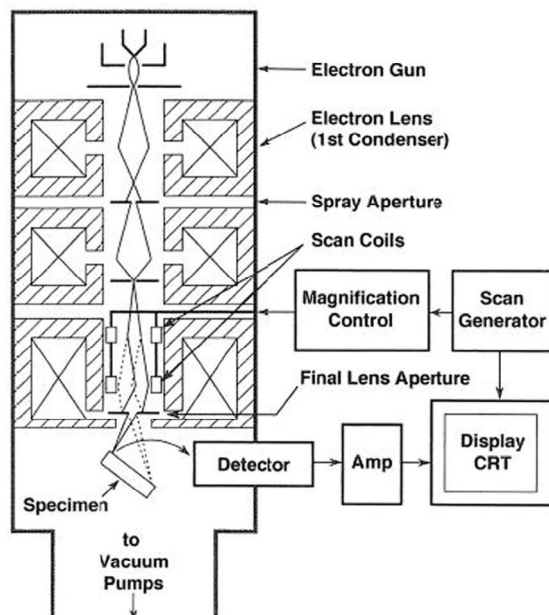 Electron Gun
Electron Lens
(1st Condenser)
Spray Aperture
Scan Coils
Magnification
Control
Scan
Generator
Final Lens Aperture
Detector
Amp
Display
CRT
Specimen
to
Vacuum
Pumps